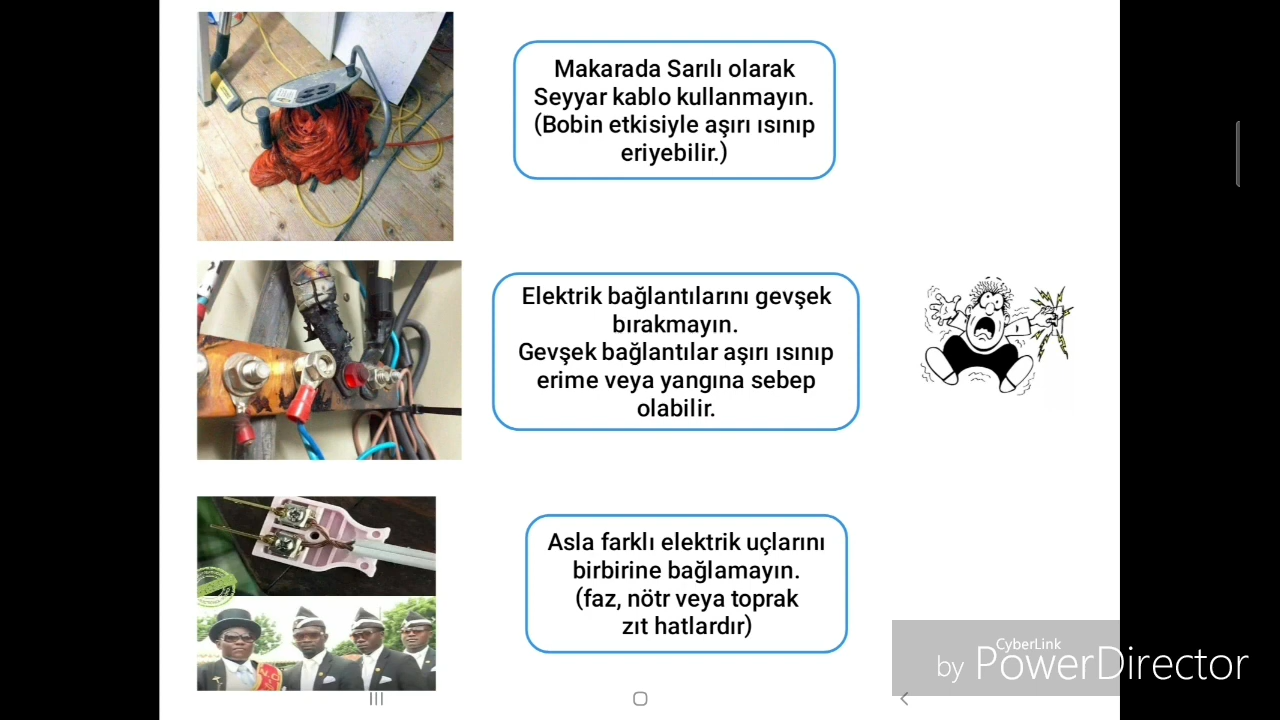 Makarada Sarılı olarak
Seyyar kablo kullanmayın.
(Bobin etkisiyle aşırı ısınıp
eriyebilir.)
Elektrik bağlantılarını gevşek
bırakmayın.
Gevşek bağlantılar aşırı ısınıp
erime veya yangına sebep
olabilir.
Asla farklı elektrik uçlarını
birbirine bağlamayın.
(faz, nötr veya toprak
zıt hatlardır)
CyberLink
by PowerDirector